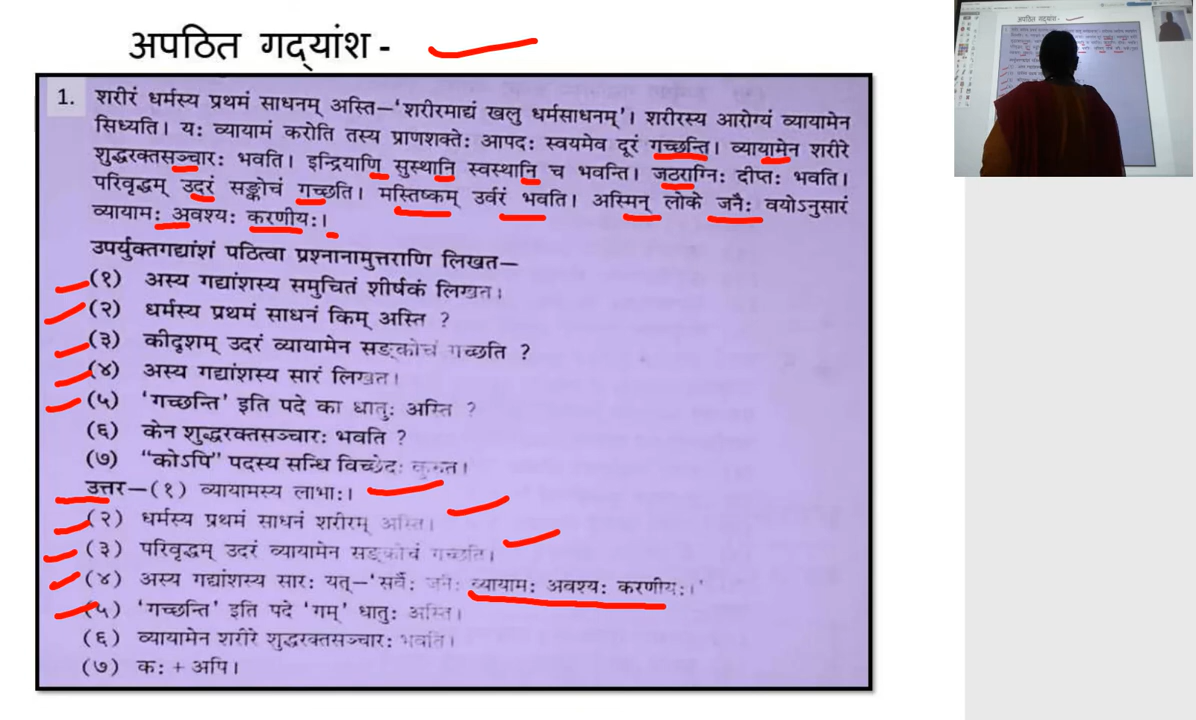 अपठित गद्यांश -
1. शरीरं धर्मस्य प्रथमं साधनम् अस्ति–‘शरीरमाद्यं खलु धर्मसाधनम्’। शरीरस्य आरोग्यं व्यायामेन
सिध्यति। यः व्यायामं करोति तस्य प्राणशक्तेः आपदः स्वयमेव दूरं गच्छन्ति। व्यायामेन शरीरे
शुद्धरक्तसञ्चारः भवति। इन्द्रियाणि सुस्थानि स्वस्थानि च भवन्ति। जठराग्निः दीप्तः भवति।
परिवृद्धम् उदरं सङ्कोचं गच्छति। मस्तिष्कम् उर्वरं भवति। अस्मिन् लोके जनैः वयोऽनुसारं
व्यायामः अवश्यः करणीयः।
उपर्युक्तगद्यांशं पठित्वा प्रश्नानामुत्तराणि लिखत–
(१) अस्य गद्यांशस्य समुचितं शीर्षकं लिखत।
(२) धर्मस्य प्रथमं साधनं किम् अस्ति ?
(३) कीदृशम् उदरं व्यायामेन सङ्कोचं गच्छति ?
(४) अस्य गद्यांशस्य सारं लिखत।
(५) ‘गच्छन्ति’ इति पदे का धातुः अस्ति ?
(६) केन शुद्धरक्तसञ्चारः भवति ?
(७) “कोऽपि” पदस्य सन्धि विच्छेदः कुरुत।
उत्तर–(१) व्यायामस्य लाभाः।
(२) धर्मस्य प्रथमं साधनं शरीरम् अस्ति।
(३) परिवृद्धम् उदरं व्यायामेन सङ्कोचं गच्छति।
(४) अस्य गद्यांशस्य सारः यत्–‘सर्वैः जनैः व्यायामः अवश्यः करणीयः।’
(५) ‘गच्छन्ति’ इति पदे ‘गम्’ धातुः अस्ति।
(६) व्यायामेन शरीरे शुद्धरक्तसञ्चारः भवति।
(७) कः + अपि।
अपठित गद्यांश -